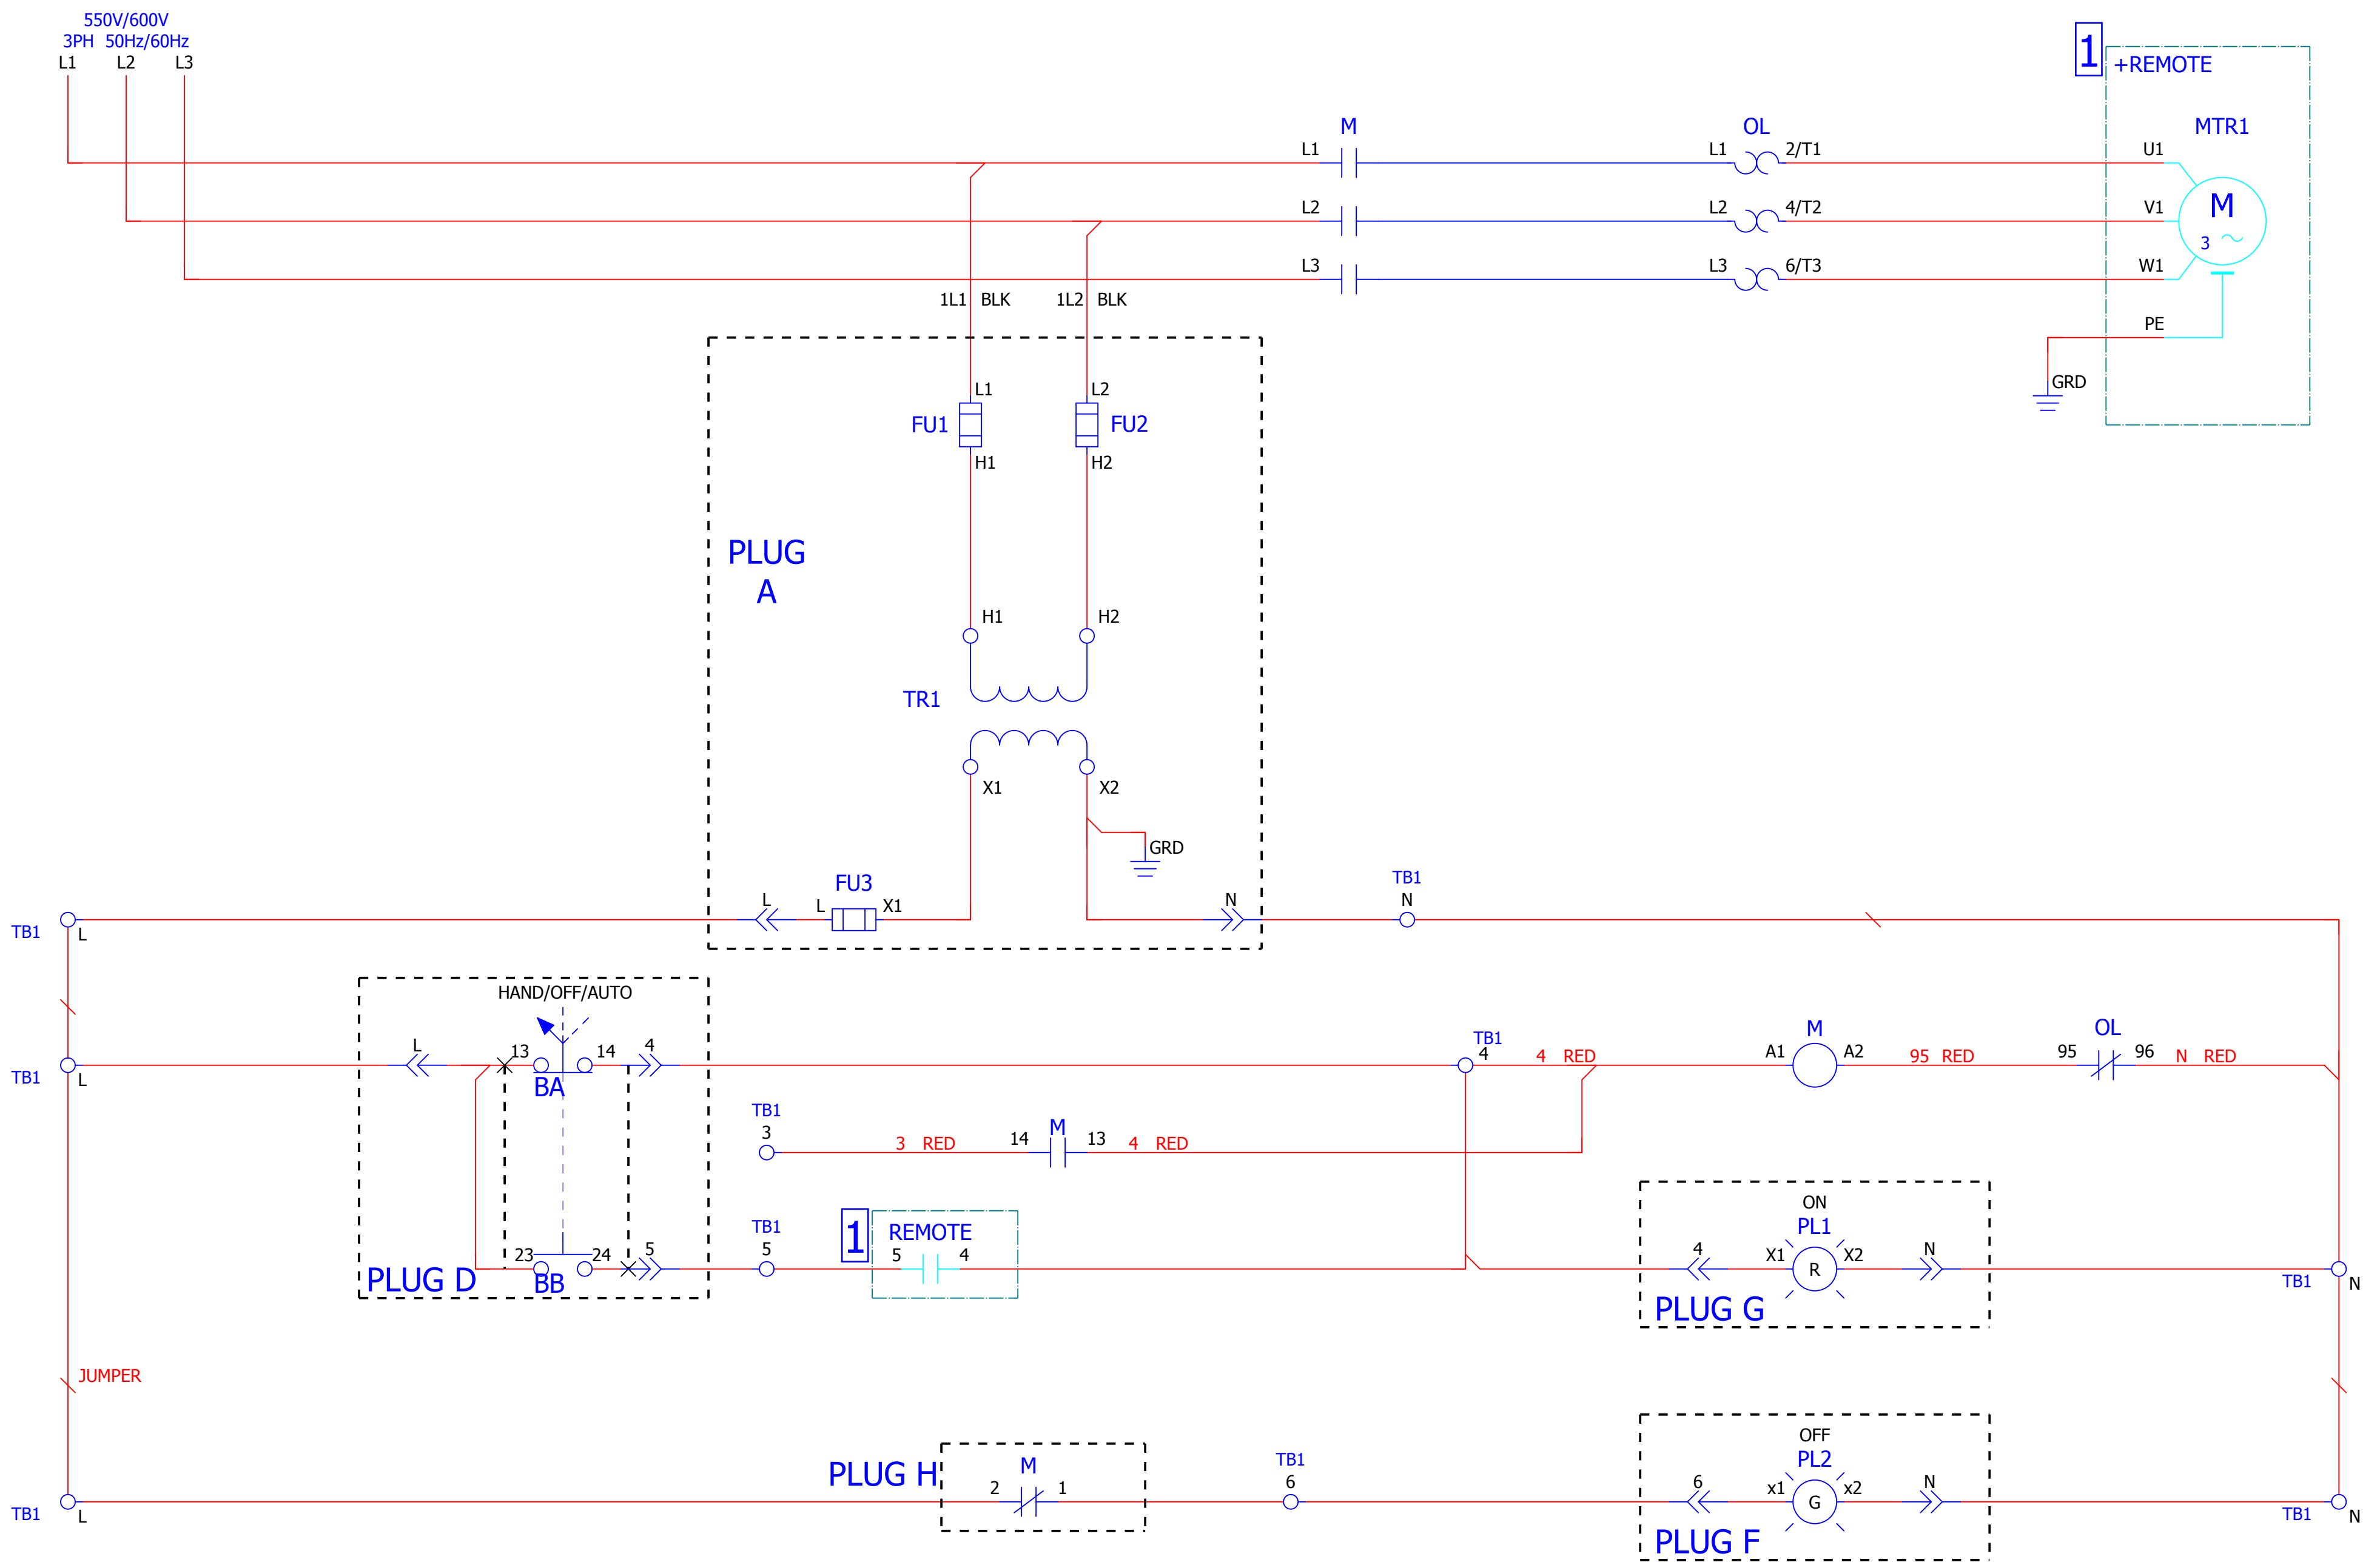 550V/600V
3PH 50Hz/60Hz
L1 L2 L3
1 +REMOTE
M OL MTR1
L1 L1 2/T1 U1
L2 L2 4/T2 V1
M
3
L3 L3 6/T3 W1
1L1 BLK 1L2 BLK
PE
GRD
L1 L2
FU1 FU2
H1 H2
PLUG
A
H1 H2
TR1
X1 X2
GRD
FU3
L L X1 N
TB1
N
TB1 L
HAND/OFF/AUTO
L 13 14 4
BA
TB1 L
TB1
4
4 RED
M
A1 A2
95 RED
OL
95 96
N RED
TB1
3
3 RED
M
14 13
4 RED
23 24 5
BB
PLUG D
TB1
5
1 REMOTE
5 4
ON
PL1
4 X1 R X2 N
PLUG G
TB1 N
JUMPER
PLUG H
M
2 1
TB1
6
OFF
PL2
6 x1 G x2 N
PLUG F
TB1 L
TB1 N